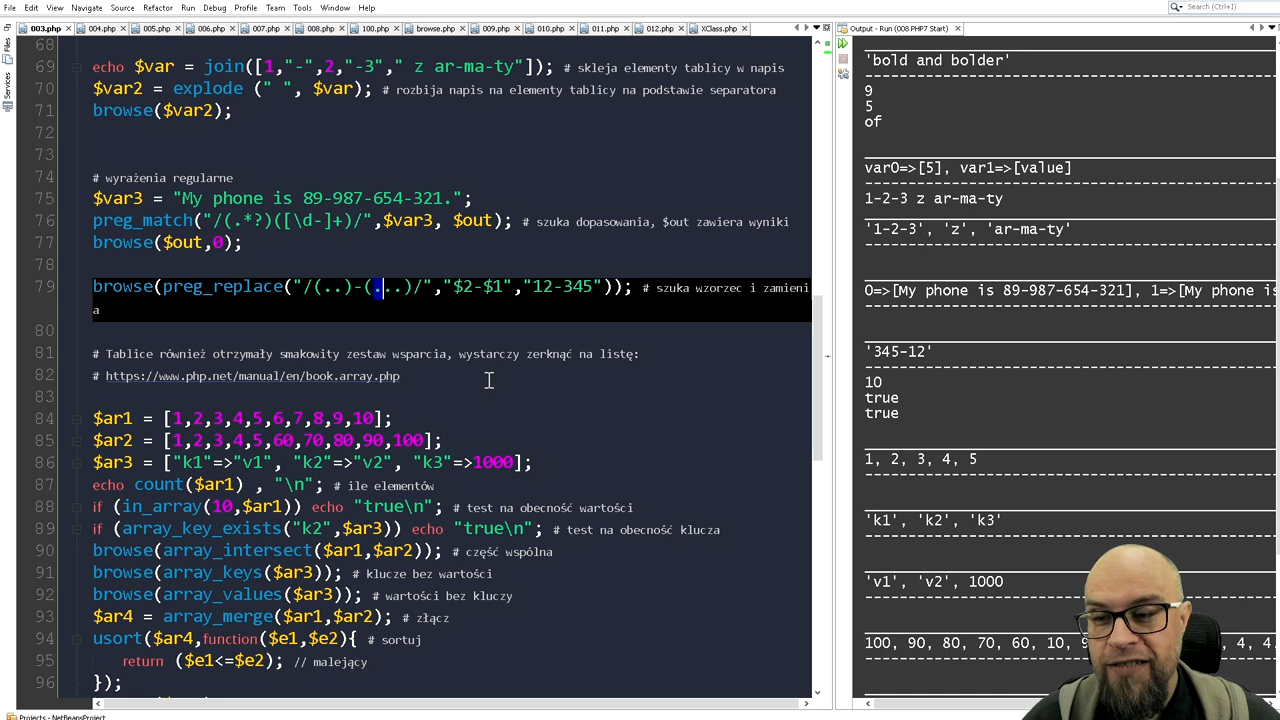 File Edit View Navigate Source Refactor Run Debug Profile Team Tools Window Help
Search (Ctrl+I)
003.php 004.php 005.php 006.php 007.php 008.php 100.php browse.php 009.php 010.php 011.php 012.php XClass.php
Files
Services
68
69 echo $var = join([1,"-",2,"-3"," z ar-ma-ty"]); # skleja elementy tablicy w napis
70 $var2 = explode (" ", $var); # rozbija napis na elementy tablicy na podstawie separatora
71 browse($var2);
72
73
74 # wyrażenia regularne
75 $var3 = "My phone is 89-987-654-321.";
76 preg_match("/(.*?)([\d-]+)/",$var3, $out); # szuka dopasowania, $out zawiera wyniki
77 browse($out,0);
78
79 browse(preg_replace("/(..)-(...)/","$2-$1","12-345")); # szuka wzorzec i zamieni
a
80
81 # Tablice również otrzymały smakowity zestaw wsparcia, wystarczy zerknąć na listę:
82 # https://www.php.net/manual/en/book.array.php
83
84 $ar1 = [1,2,3,4,5,6,7,8,9,10];
85 $ar2 = [1,2,3,4,5,60,70,80,90,100];
86 $ar3 = ["k1"=>"v1", "k2"=>"v2", "k3"=>1000];
87 echo count($ar1) , "\n"; # ile elementów
88 if (in_array(10,$ar1)) echo "true\n"; # test na obecność wartości
89 if (array_key_exists("k2",$ar3)) echo "true\n"; # test na obecność klucza
90 browse(array_intersect($ar1,$ar2)); # część wspólna
91 browse(array_keys($ar3)); # klucze bez wartości
92 browse(array_values($ar3)); # wartości bez kluczy
93 $ar4 = array_merge($ar1,$ar2); # złącz
94 usort($ar4,function($e1,$e2){ # sortuj
95 return ($e1<=$e2); // malejący
96 });
Projects - NetBeansProject
Output - Run (008 PHP7 Start)
'bold and bolder'
9
5
of
var0=>[5], var1=>[value]
1-2-3 z ar-ma-ty
'1-2-3', 'z', 'ar-ma-ty'
0=>[My phone is 89-987-654-321], 1=>[My phone is
'345-12'
10
true
true
1, 2, 3, 4, 5
'k1', 'k2', 'k3'
'v1', 'v2', 1000
100, 90, 80, 70, 60, 10, 9